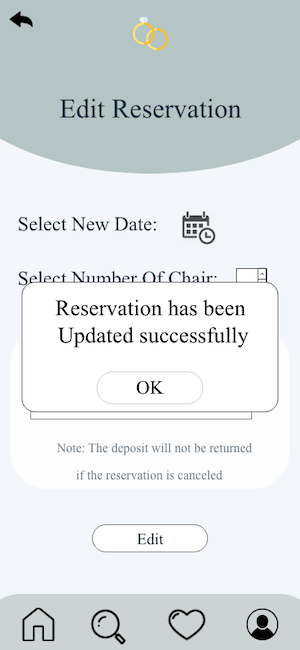 Edit Reservation
Select New Date:
Select Number Of Chair:
Reservation has been
Updated successfully
OK
Note: The deposit will not be returned
if the reservation is canceled
Edit